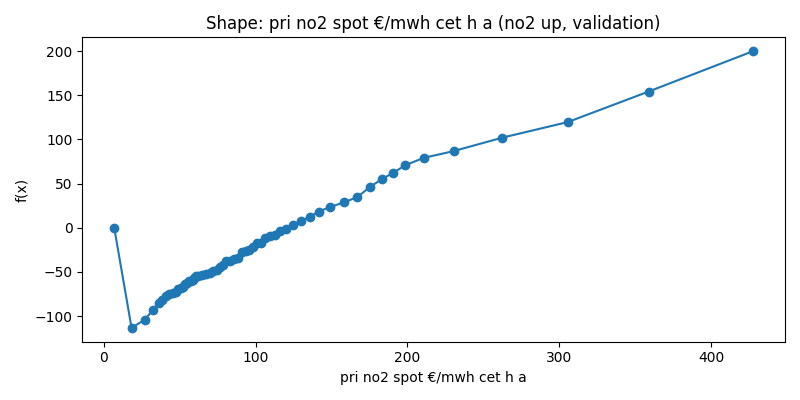 Shape: pri no2 spot €/mwh cet h a (no2 up, validation)
200
150
100
50
0
−50
−100
f(x)
0 100 200 300 400
pri no2 spot €/mwh cet h a